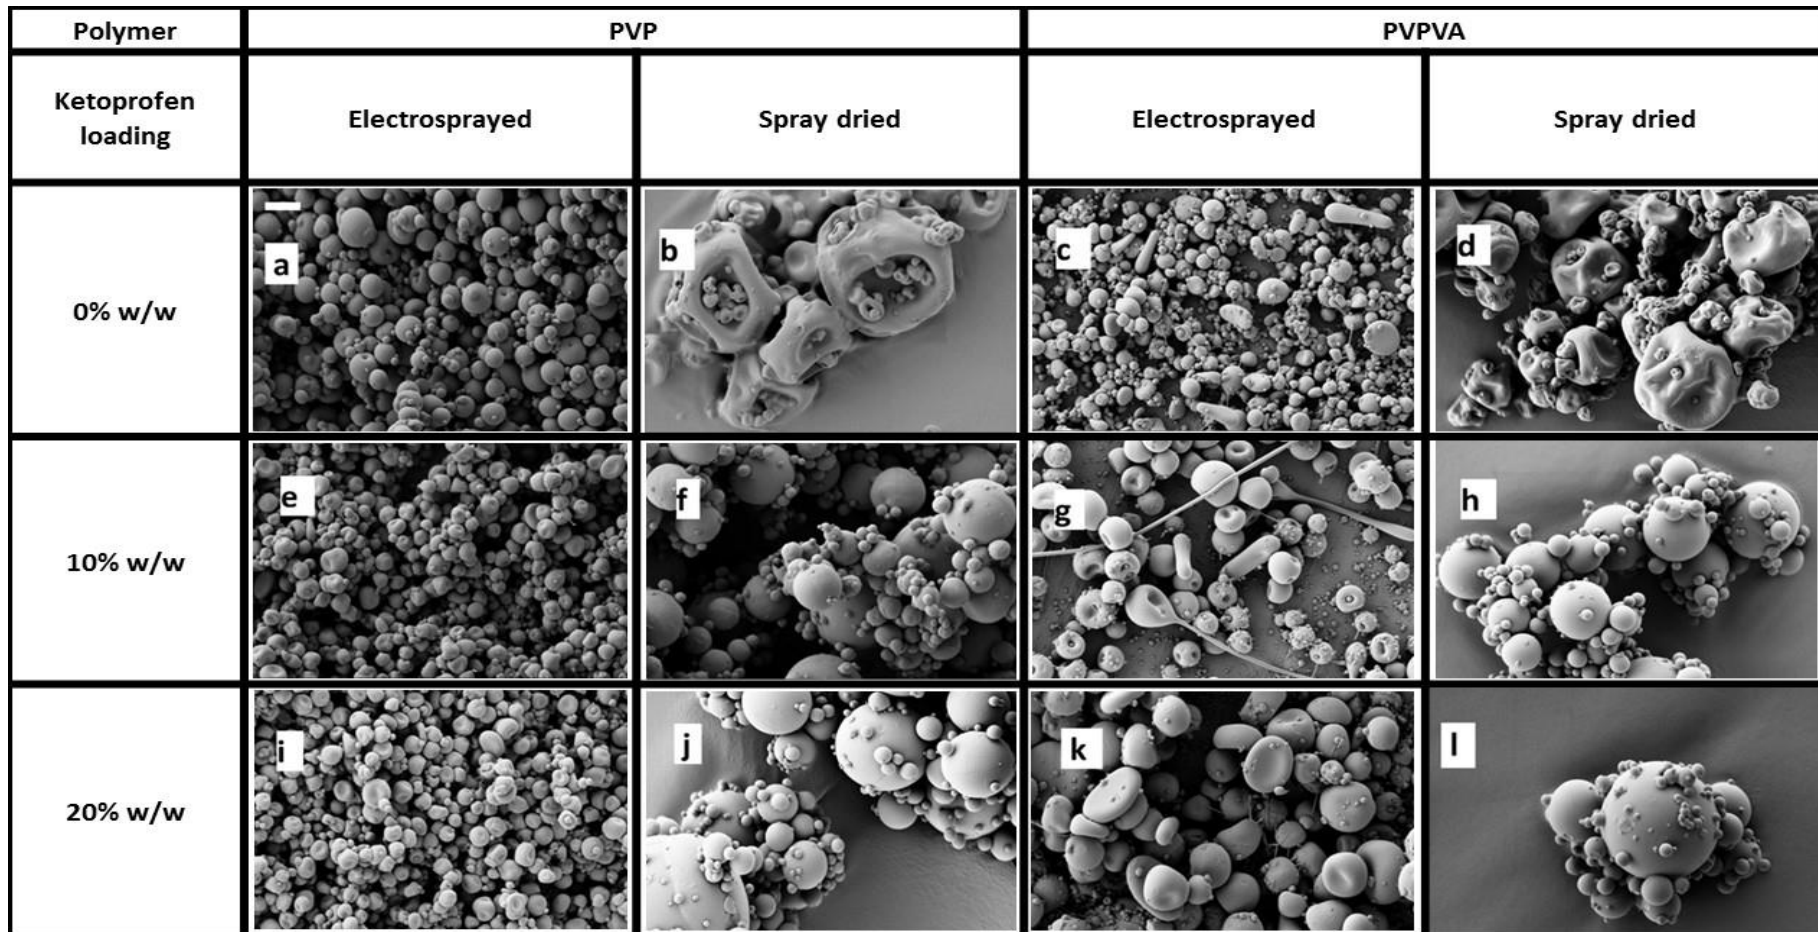 Polymer
PVP
PVPVA
Ketoprofen
loading
Electrosprayed
Spray dried
Electrosprayed
Spray dried
0% w/w
a
b
c
d
10% w/w
e
f
g
h
20% w/w
i
j
k
l